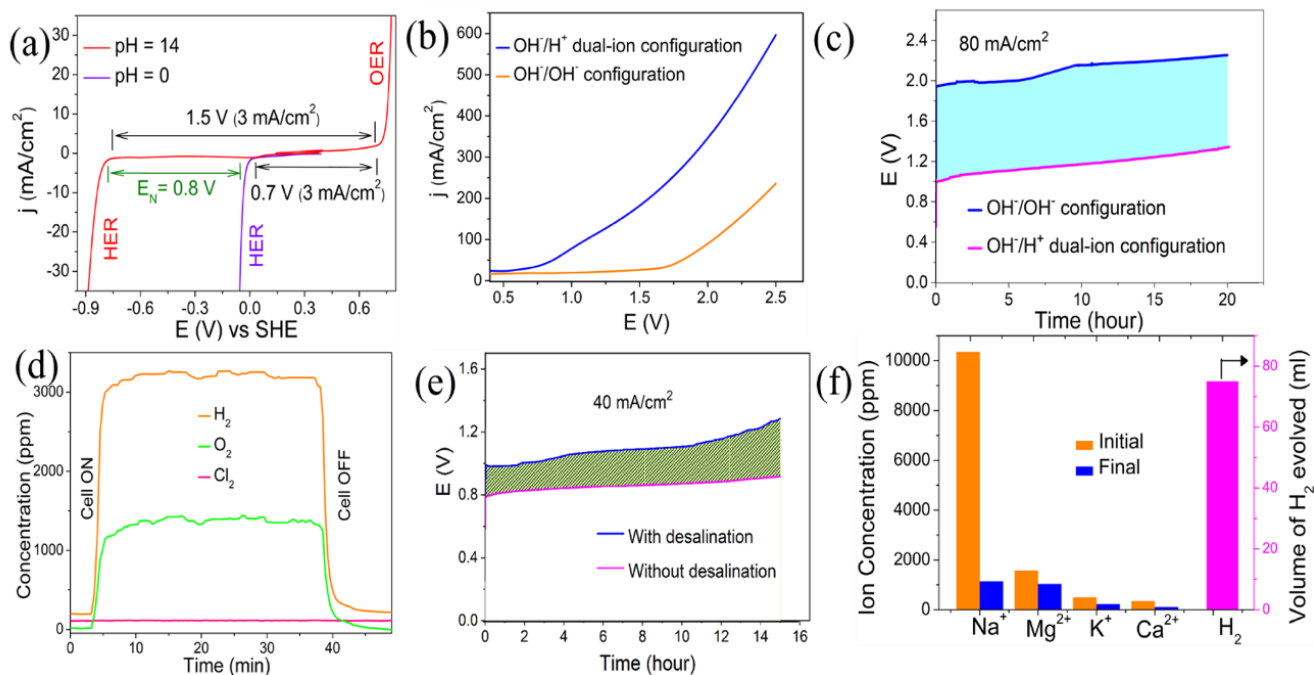 (a)
pH = 14
pH = 0
OER
1.5 V (3 mA/cm²)
E_N= 0.8 V
0.7 V (3 mA/cm²)
HER
HER
j (mA/cm²)
30
20
10
0
-10
-20
-30
-0.9
-0.6
-0.3
0.0
0.3
0.6
E (V) vs SHE
(b)
OH⁻/H⁺ dual-ion configuration
OH⁻/OH⁻ configuration
j (mA/cm²)
600
500
400
300
200
100
0
0.5
1.0
1.5
2.0
2.5
E (V)
(c)
80 mA/cm²
OH⁻/OH⁻ configuration
OH⁻/H⁺ dual-ion configuration
E (V)
2.4
2.0
1.6
1.2
0.8
0.4
0
5
10
15
20
Time (hour)
(d)
H₂
O₂
Cl₂
Cell ON
Cell OFF
Concentration (ppm)
3000
1500
0
0
10
20
30
40
Time (min)
(e)
40 mA/cm²
With desalination
Without desalination
E (V)
1.6
1.2
0.8
0.4
0.0
0
2
4
6
8
10
12
14
16
Time (hour)
(f)
Initial
Final
Ion Concentration (ppm)
10000
8000
6000
4000
2000
0
Na⁺
Mg²⁺
K⁺
Ca²⁺
H₂
80
60
40
20
0
Volume of H₂ evolved (ml)